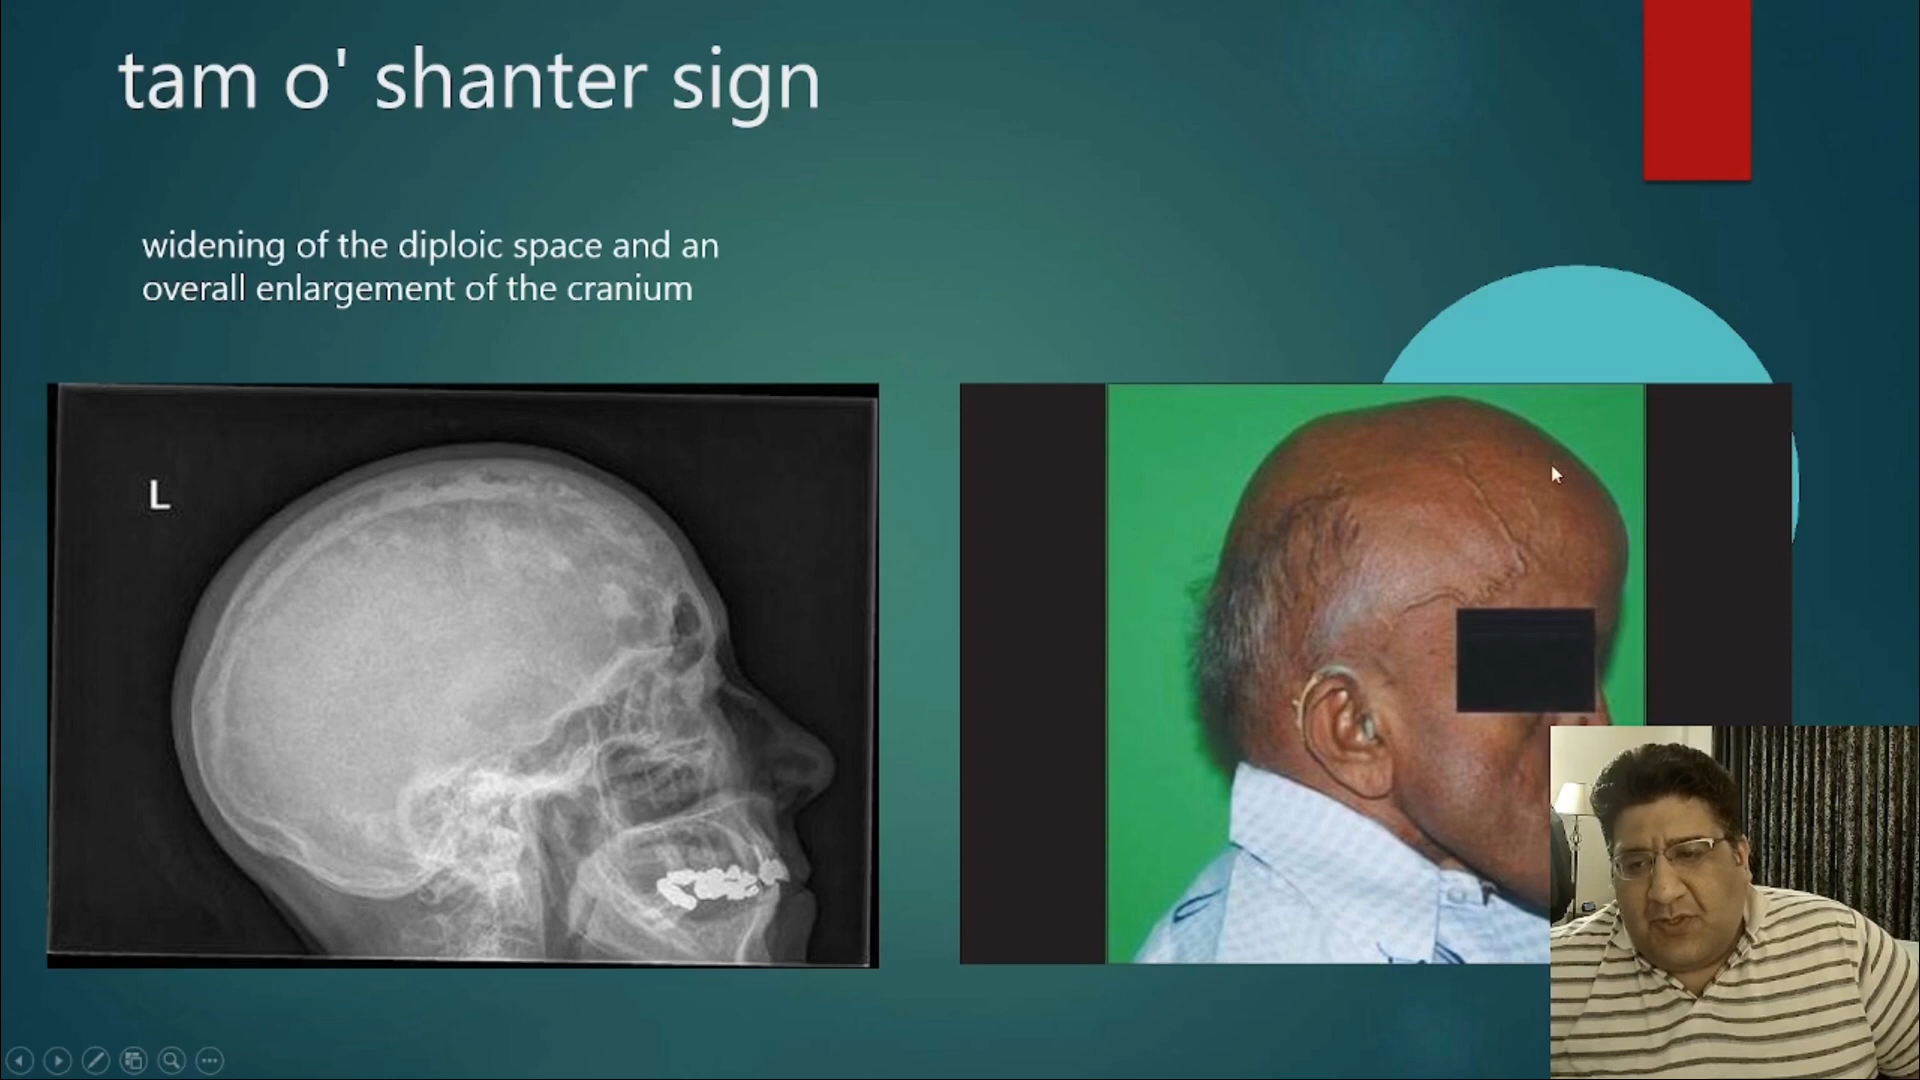 tam o' shanter sign
widening of the diploic space and an
overall enlargement of the cranium
L